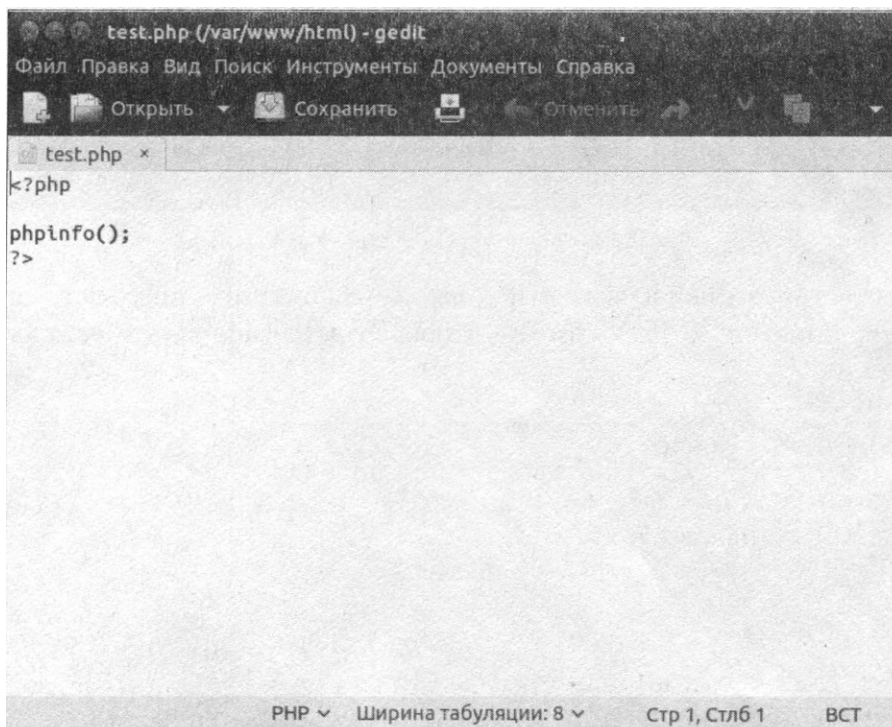 test.php (/var/www/html) - gedit
Файл Правка Вид Поиск Инструменты Документы Справка
Открыть Сохранить Отменить
test.php ×
<?php
phpinfo();
?>
PHP Ширина табуляции: 8 Стр 1, Стлб 1 ВСТ